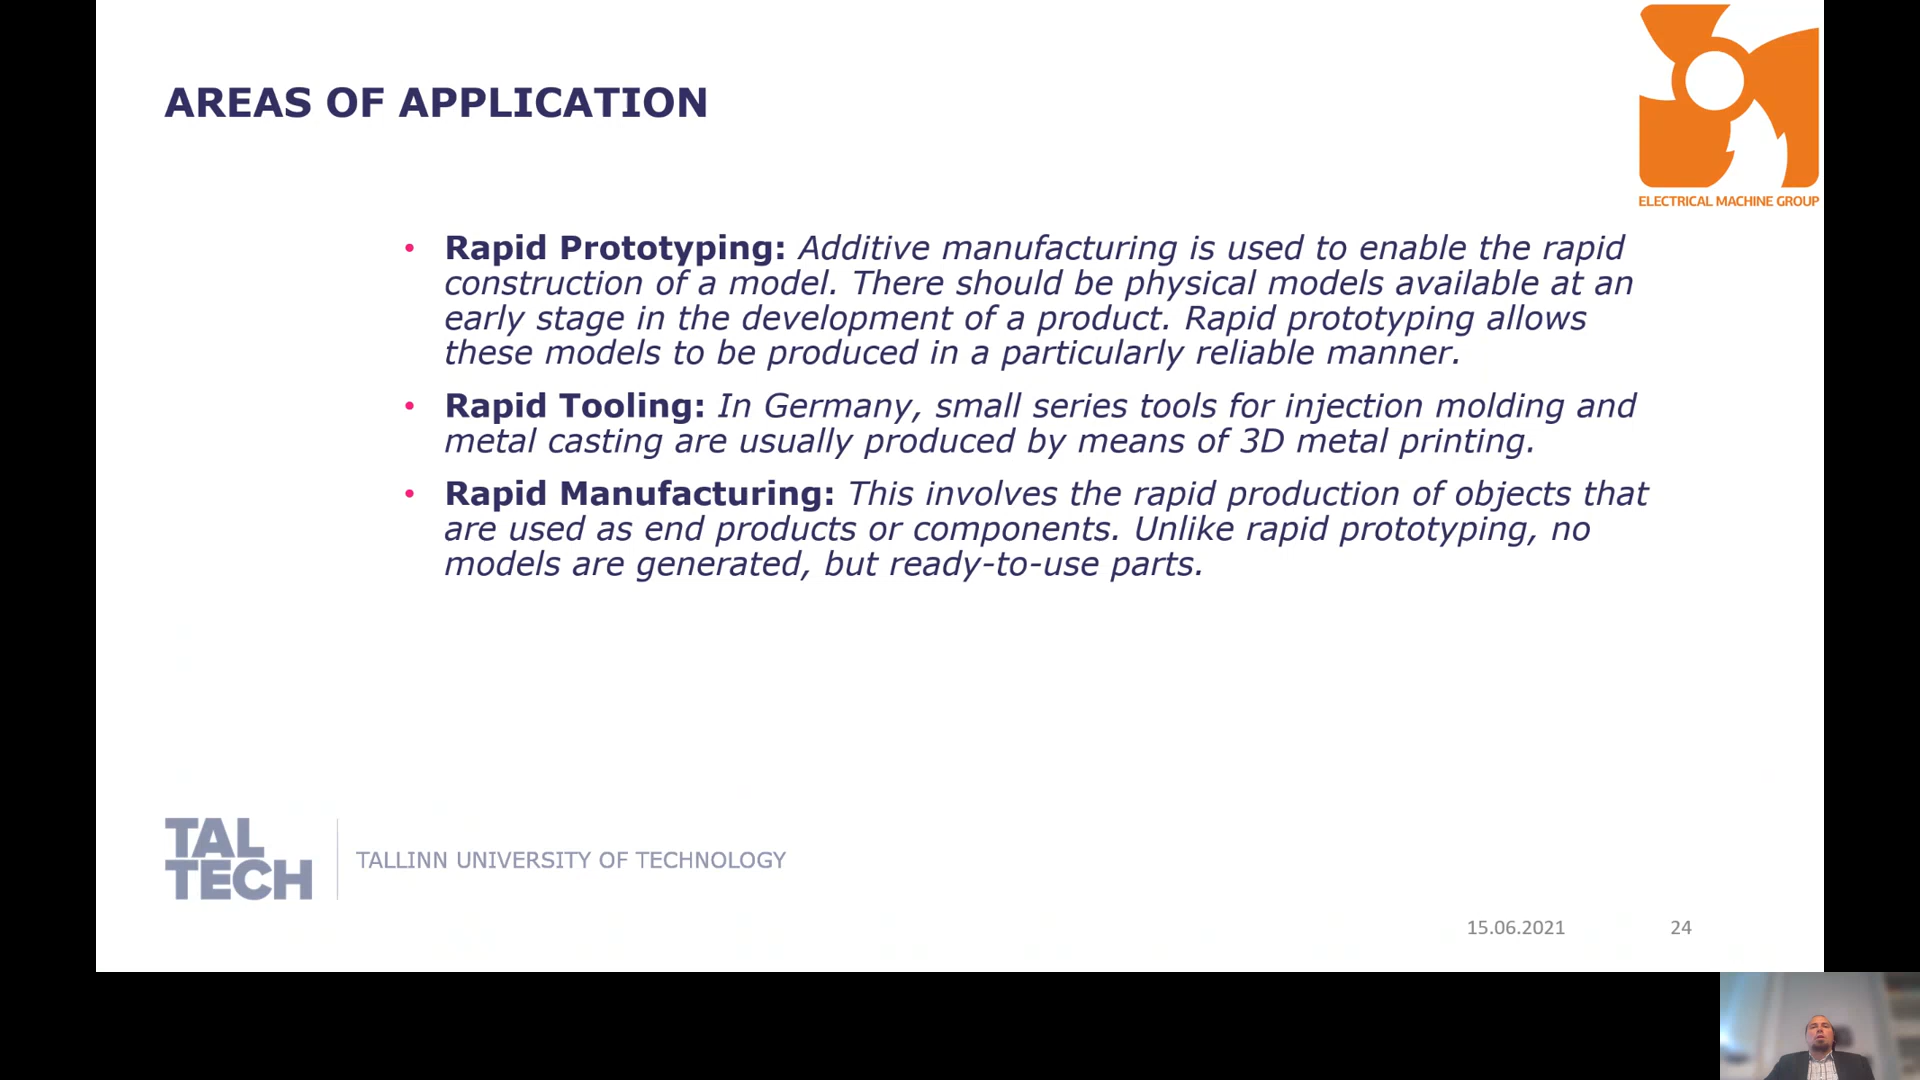 AREAS OF APPLICATION
ELECTRICAL MACHINE GROUP
• Rapid Prototyping: Additive manufacturing is used to enable the rapid
construction of a model. There should be physical models available at an
early stage in the development of a product. Rapid prototyping allows
these models to be produced in a particularly reliable manner.
• Rapid Tooling: In Germany, small series tools for injection molding and
metal casting are usually produced by means of 3D metal printing.
• Rapid Manufacturing: This involves the rapid production of objects that
are used as end products or components. Unlike rapid prototyping, no
models are generated, but ready-to-use parts.
TAL
TECH
TALLINN UNIVERSITY OF TECHNOLOGY
15.06.2021 24